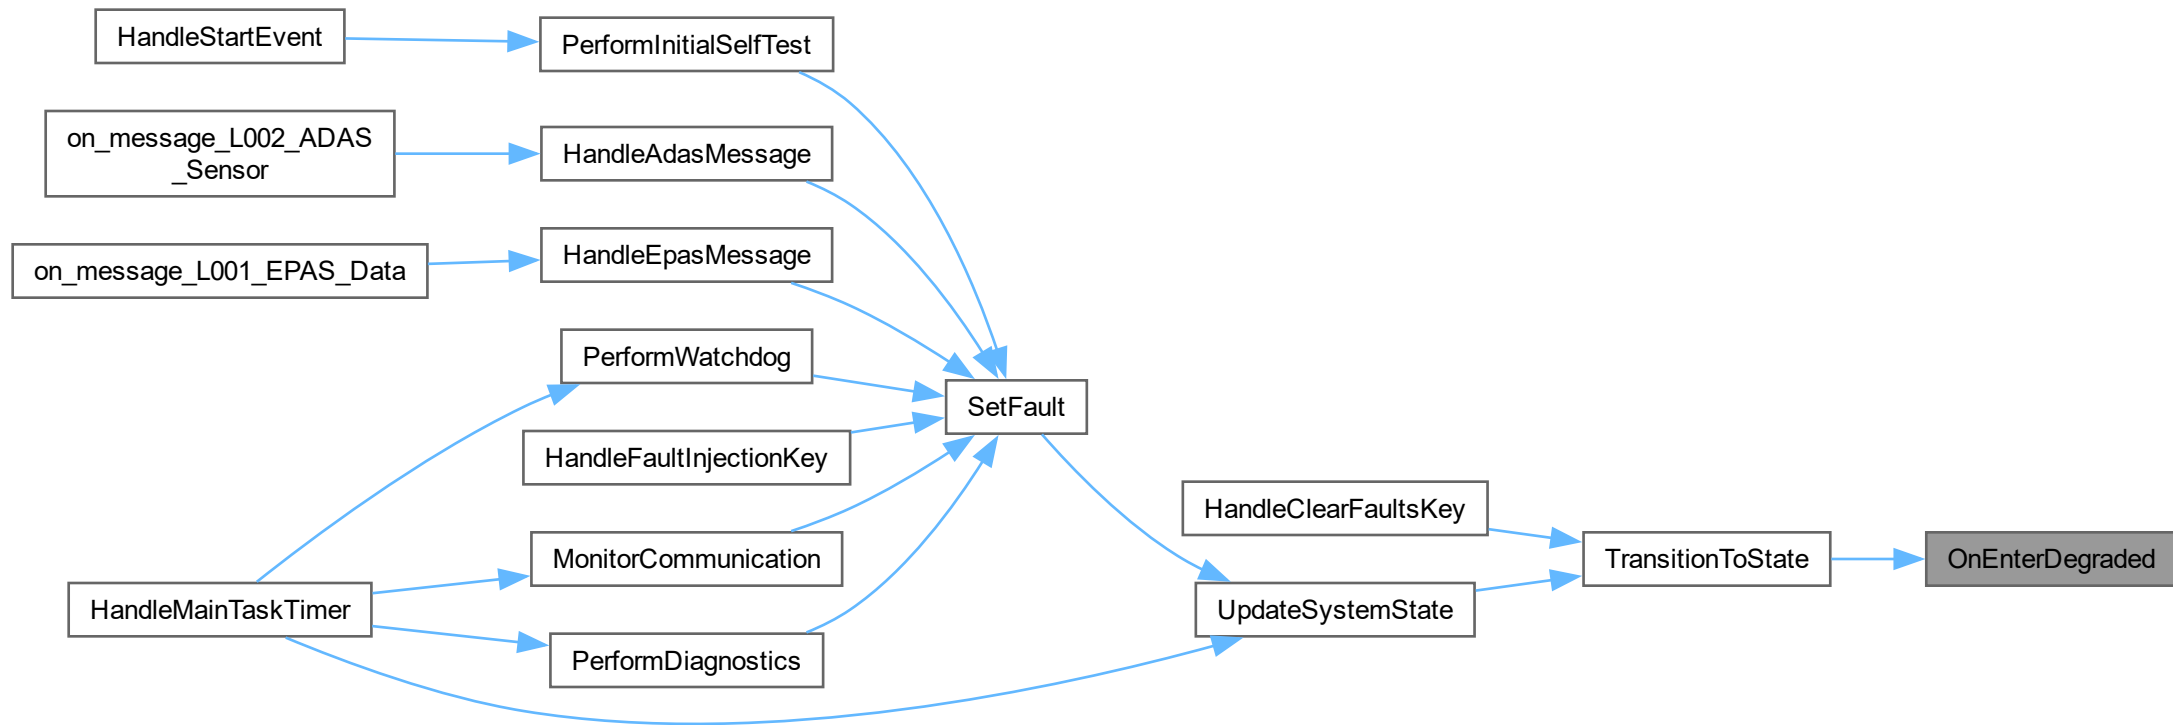 HandleStartEvent
PerformInitialSelfTest
on_message_L002_ADAS
_Sensor
HandleAdasMessage
on_message_L001_EPAS_Data
HandleEpasMessage
PerformWatchdog
SetFault
HandleFaultInjectionKey
HandleClearFaultsKey
MonitorCommunication
TransitionToState
OnEnterDegraded
HandleMainTaskTimer
UpdateSystemState
PerformDiagnostics